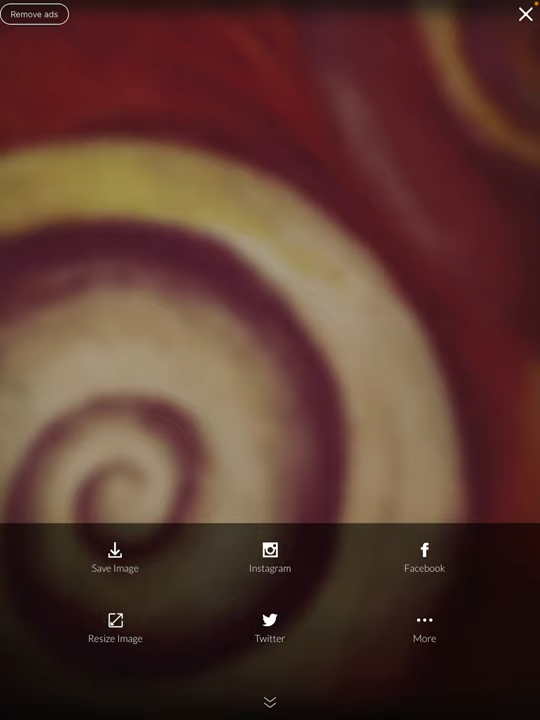 Remove ads
Save Image
Instagram
Facebook
Resize Image
Twitter
More